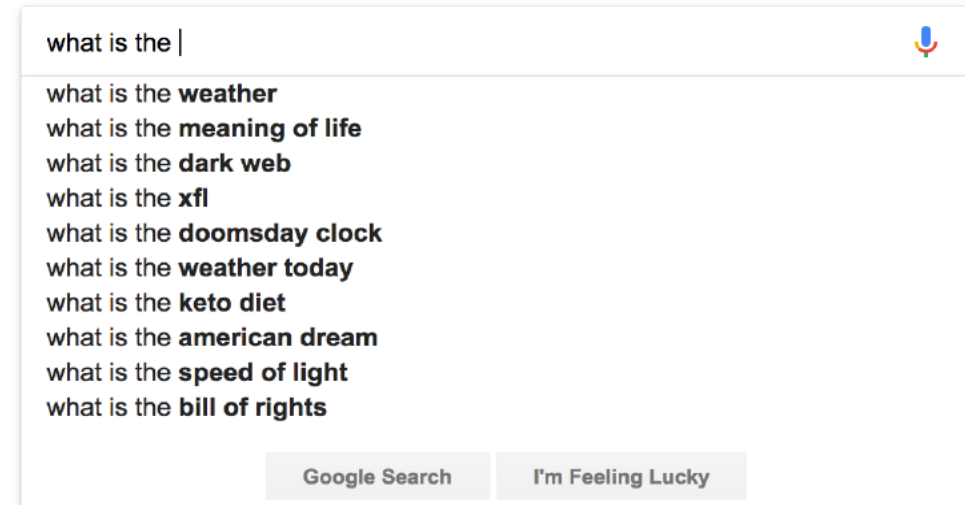 what is the
what is the weather
what is the meaning of life
what is the dark web
what is the xfl
what is the doomsday clock
what is the weather today
what is the keto diet
what is the american dream
what is the speed of light
what is the bill of rights
Google Search I'm Feeling Lucky